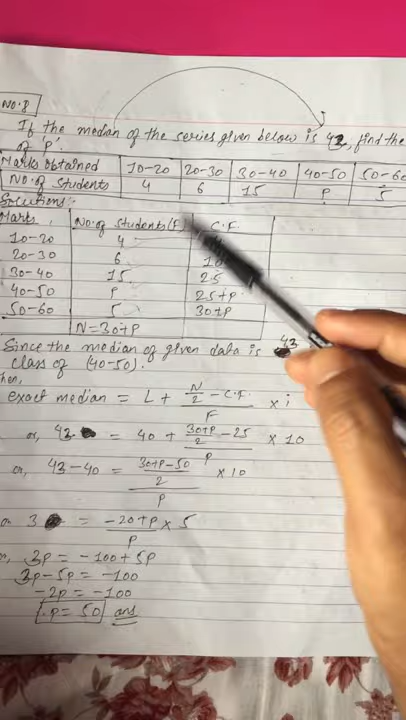 NO.8
If the median of the series given below is 43, find the
of 'p'.
Marks obtained 10-20 20-30 30-40 40-50 50-60
No. of Students 4 6 15 P 5
Solution:
Marks No. of Students (F) C.F.
10-20 4
20-30 6 10
30-40 15 25
40-50 P 25+P
50-60 5 30+P
N = 30+P
Since the median of given data is 43
class of (40-50).
then,
exact median = L + N/2 - C.F. / F × i
or, 43 = 40 + 30+P/2 - 25 / P × 10
or, 43-40 = 30+P-50/2 / P × 10
or 3 = -20+P / P × 5
or, 3P = -100 + 5P
3P - 5P = -100
-2P = -100
P = 50 ans